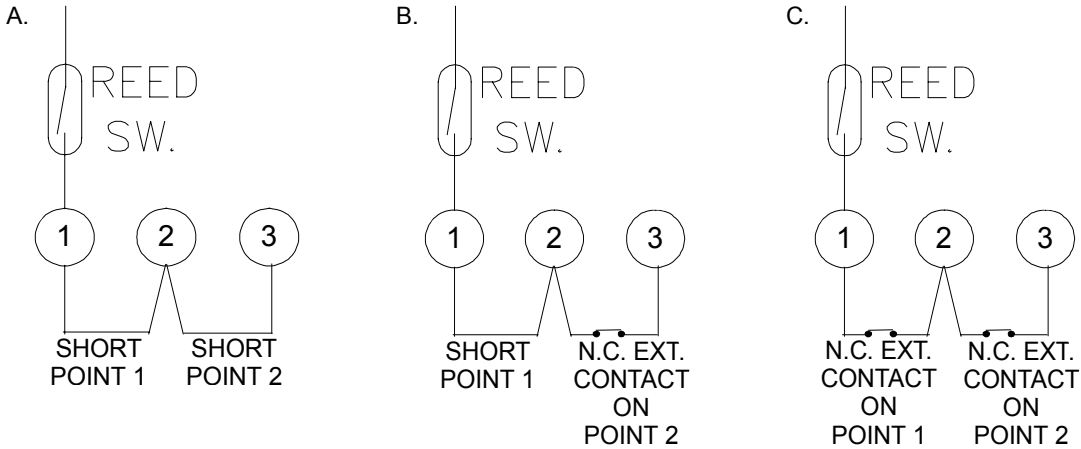 A.
REED
SW.
1 2 3
SHORT
POINT 1
SHORT
POINT 2
B.
REED
SW.
1 2 3
SHORT
POINT 1
N.C. EXT.
CONTACT
ON
POINT 2
C.
REED
SW.
1 2 3
N.C. EXT.
CONTACT
ON
POINT 1
N.C. EXT.
CONTACT
ON
POINT 2